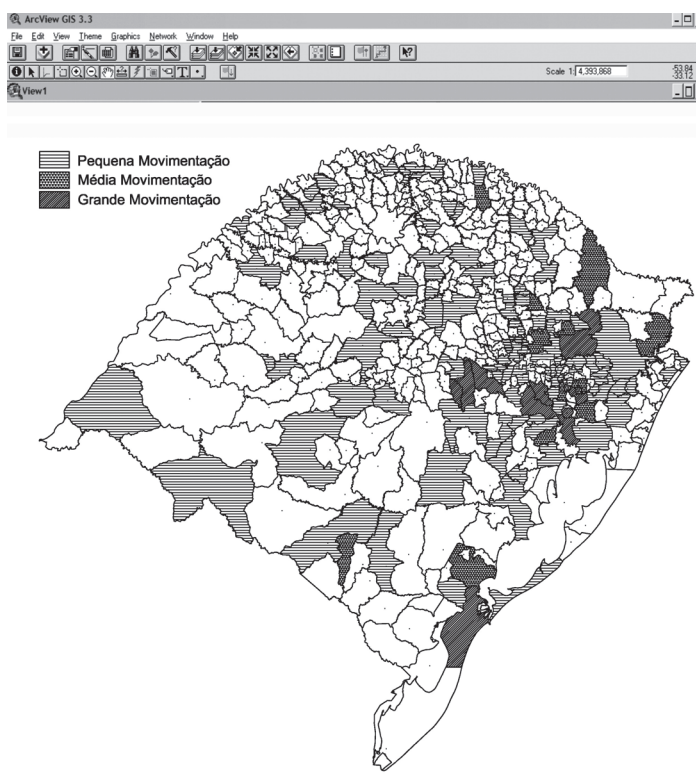 ArcView GIS 3.3
File Edit View Theme Graphics Network Window Help
Scale 1: 4,393,868
-53.84
-33.12
View1
Pequena Movimentação
Média Movimentação
Grande Movimentação